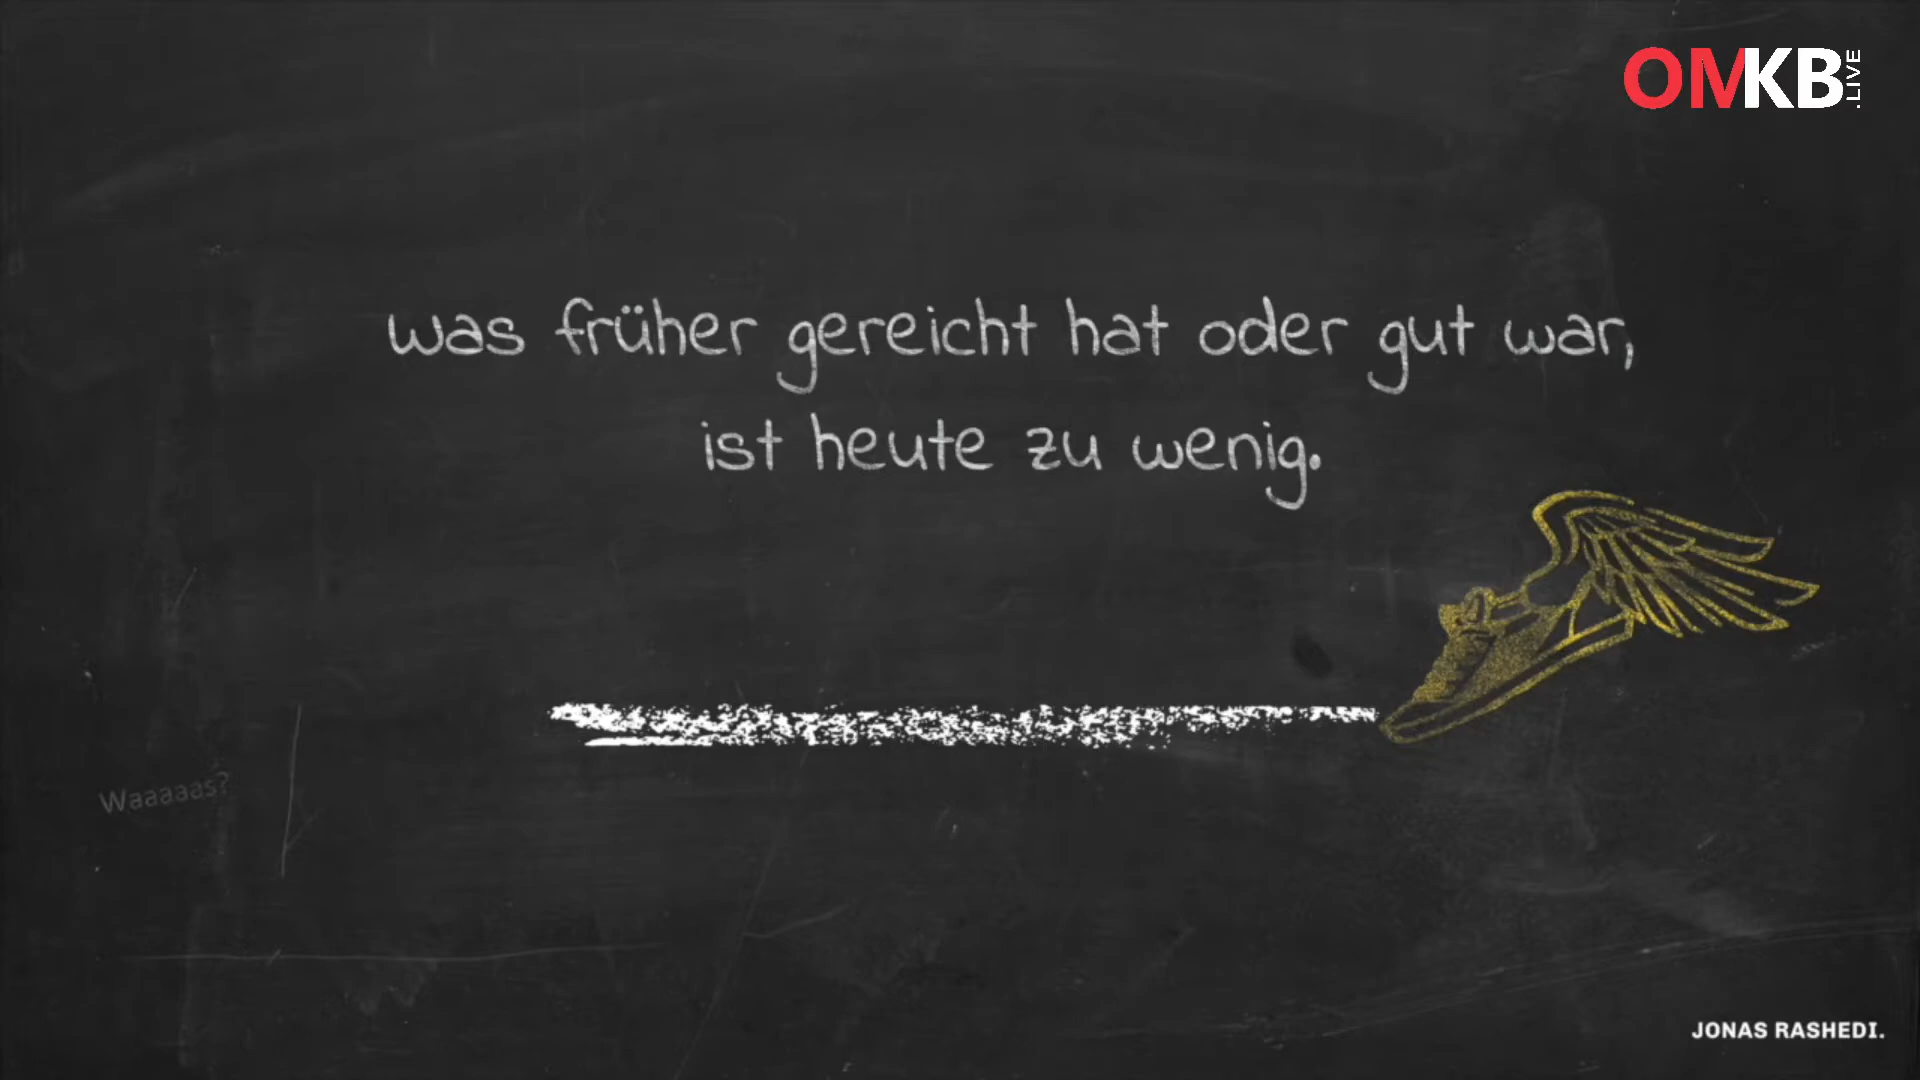 OMKB.LIVE
was früher gereicht hat oder gut war,
ist heute zu wenig.
Waaaaas?
JONAS RASHEDI.